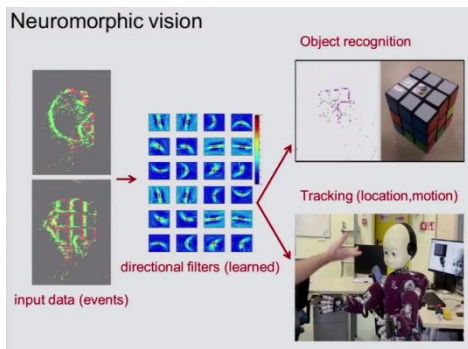 Neuromorphic vision
Object recognition
Tracking (location,motion)
directional filters (learned)
input data (events)